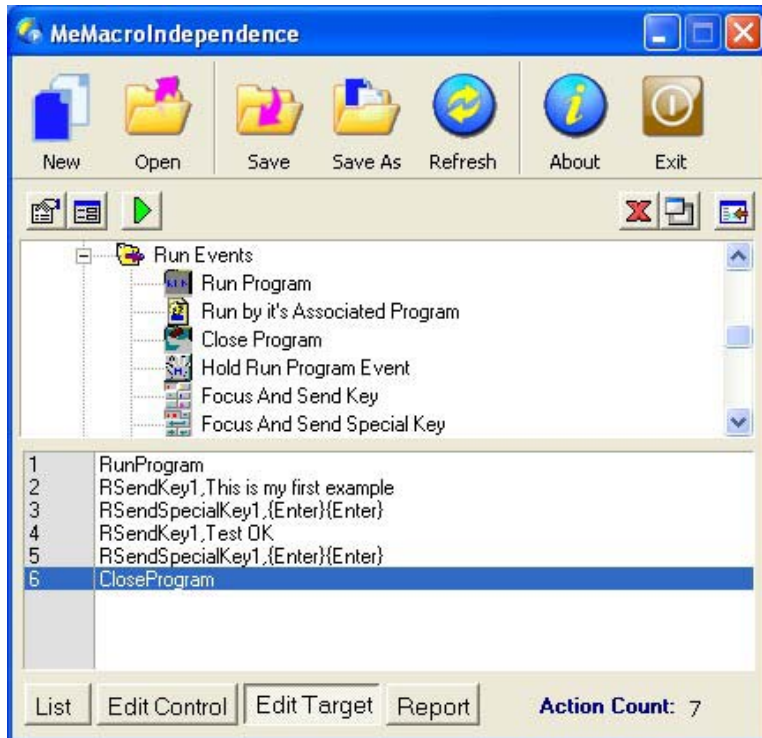 MeMacroIndependence
New Open Save Save As Refresh About Exit
Run Events
Run Program
Run by it's Associated Program
Close Program
Hold Run Program Event
Focus And Send Key
Focus And Send Special Key
1 RunProgram
2 RSendKey1,This is my first example
3 RSendSpecialKey1,{Enter}{Enter}
4 RSendKey1,Test OK
5 RSendSpecialKey1,{Enter}{Enter}
6 CloseProgram
List Edit Control Edit Target Report Action Count: 7